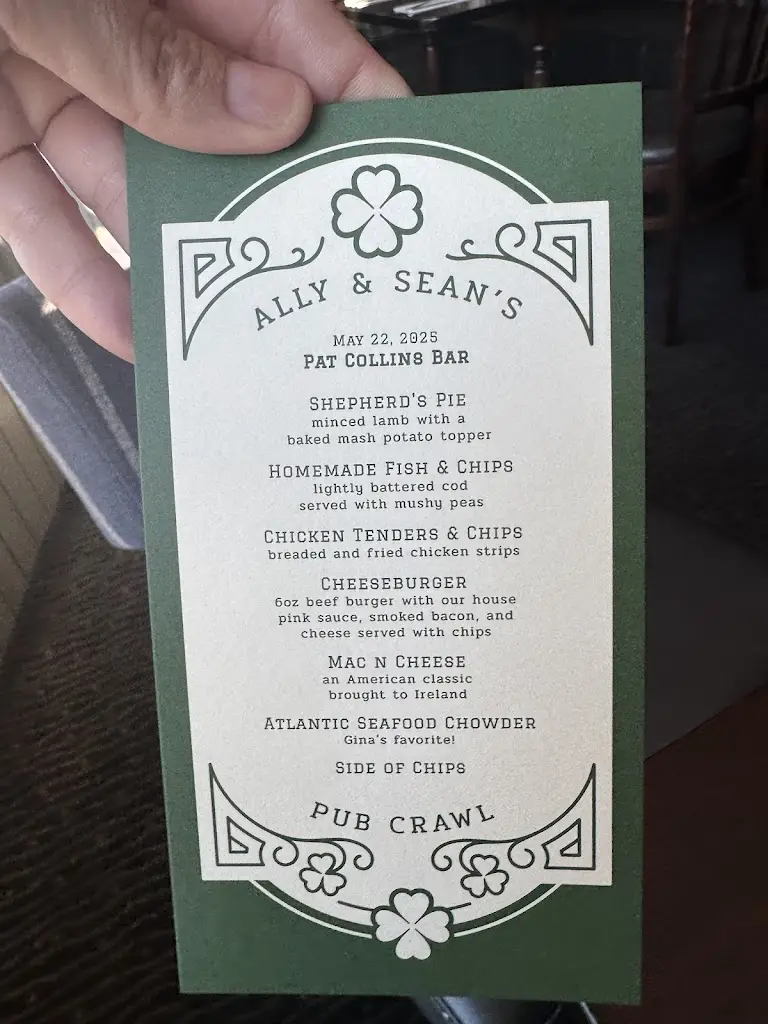 ALLY & SEAN'S
MAY 22, 2025
PAT COLLINS BAR
SHEPHERD'S PIE
minced lamb with a
baked mash potato topper
HOMEMADE FISH & CHIPS
lightly battered cod
served with mushy peas
CHICKEN TENDERS & CHIPS
breaded and fried chicken strips
CHEESEBURGER
6oz beef burger with our house
pink sauce, smoked bacon, and
cheese served with chips
MAC N CHEESE
an American classic
brought to Ireland
ATLANTIC SEAFOOD CHOWDER
Gina's favorite!
SIDE OF CHIPS
PUB CRAWL